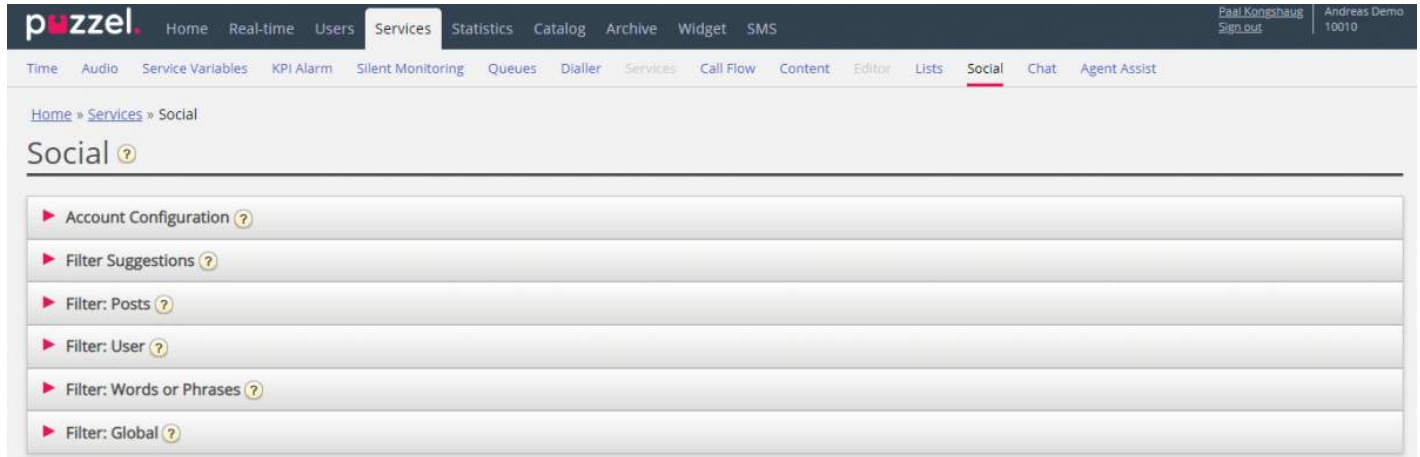 puzzel. Home Real-time Users Services Statistics Catalog Archive Widget SMS Paal Kongshaug Andreas Demo
Sign out 10010
Time Audio Service Variables KPI Alarm Silent Monitoring Queues Dialler Services Call Flow Content Editor Lists Social Chat Agent Assist
Home » Services » Social
Social ?
Account Configuration ?
Filter Suggestions ?
Filter: Posts ?
Filter: User ?
Filter: Words or Phrases ?
Filter: Global ?